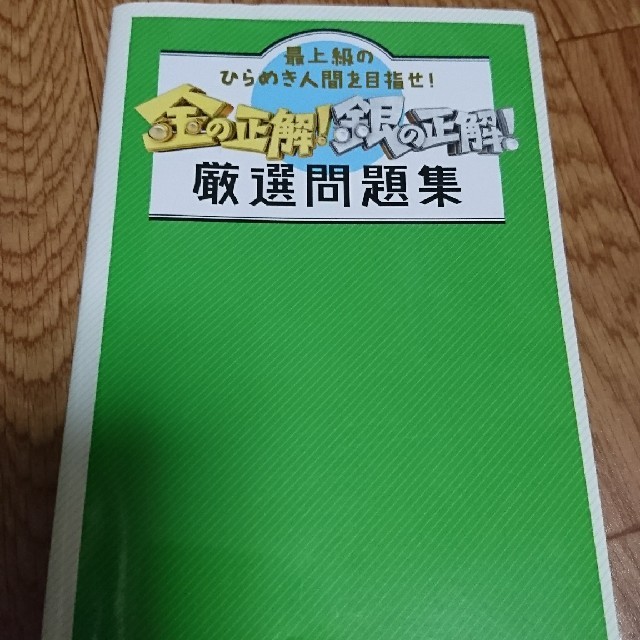 最上級の
ひらめき人間を目指せ!
金の正解!銀の正解!
厳選問題集